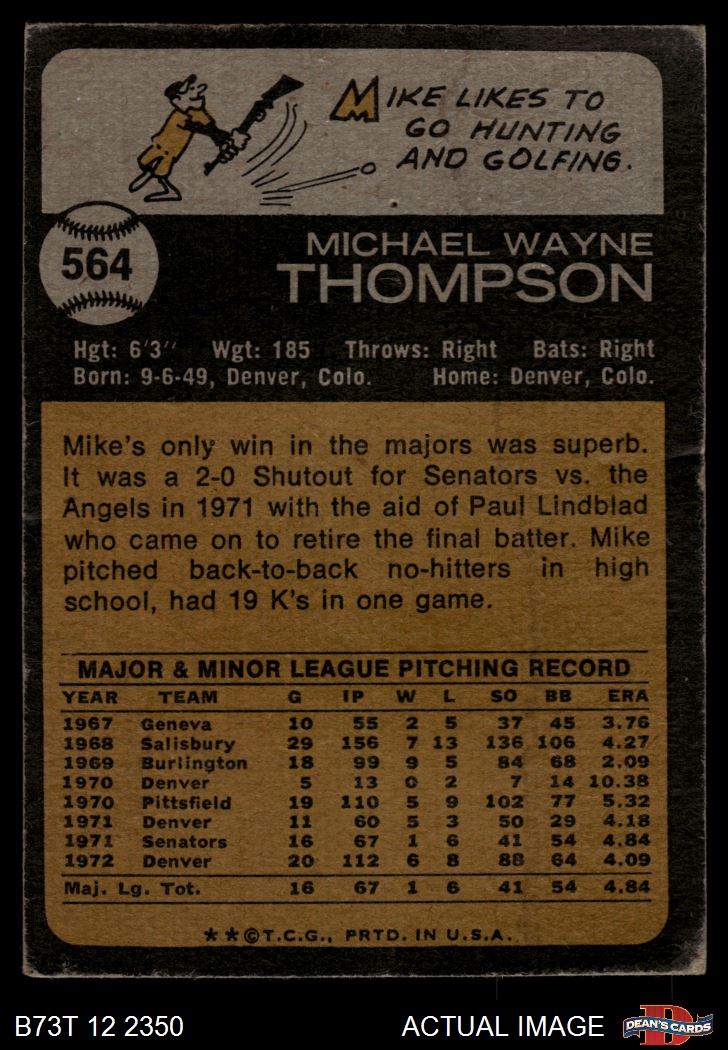 MIKE LIKES TO
GO HUNTING
AND GOLFING.
564
MICHAEL WAYNE
THOMPSON
Hgt: 6'3" Wgt: 185 Throws: Right Bats: Right
Born: 9-6-49, Denver, Colo. Home: Denver, Colo.
Mike's only win in the majors was superb.
It was a 2-0 Shutout for Senators vs. the
Angels in 1971 with the aid of Paul Lindblad
who came on to retire the final batter. Mike
pitched back-to-back no-hitters in high
school, had 19 K's in one game.
MAJOR & MINOR LEAGUE PITCHING RECORD
YEAR TEAM G IP W L SO BB ERA
1967 Geneva 10 55 2 5 37 45 3.76
1968 Salisbury 29 156 7 13 136 106 4.27
1969 Burlington 18 99 9 5 84 68 2.09
1970 Denver 5 13 0 2 7 14 10.38
1970 Pittsfield 19 110 5 9 102 77 5.32
1971 Denver 11 60 5 3 50 29 4.18
1971 Senators 16 67 1 6 41 54 4.84
1972 Denver 20 112 6 8 88 64 4.09
Maj. Lg. Tot. 16 67 1 6 41 54 4.84
**©T.C.G., PRTD. IN U.S.A.
B73T 12 2350 ACTUAL IMAGE DEAN'S CARDS